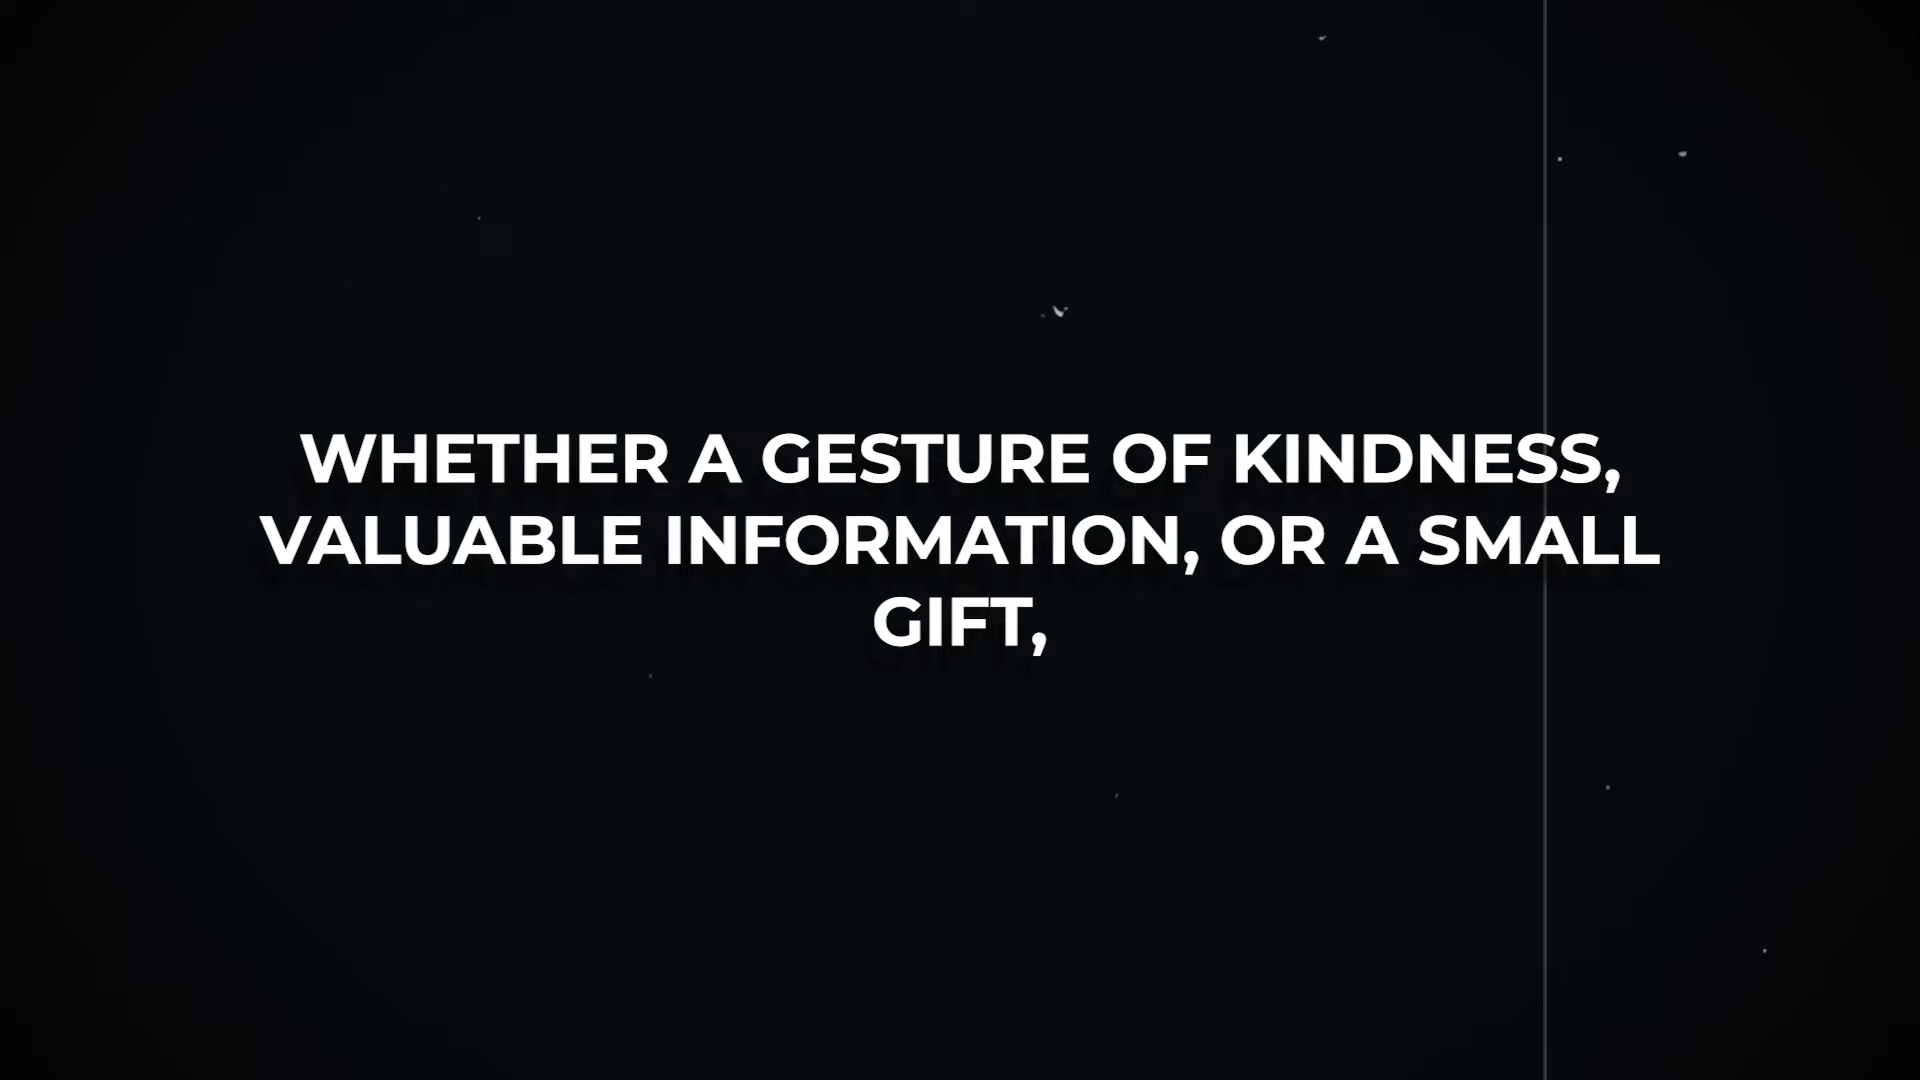 WHETHER A GESTURE OF KINDNESS,
VALUABLE INFORMATION, OR A SMALL
GIFT,